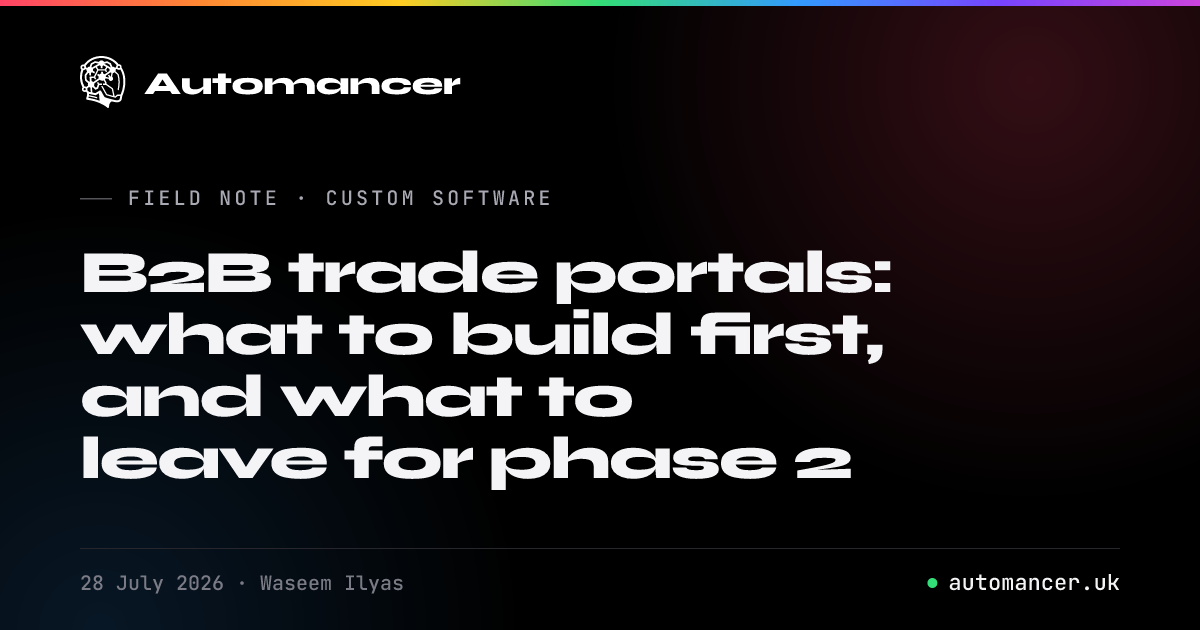 Automancer
FIELD NOTE · CUSTOM SOFTWARE
B2B trade portals:
what to build first,
and what to
leave for phase 2
28 July 2026 · Waseem Ilyas
automancer.uk